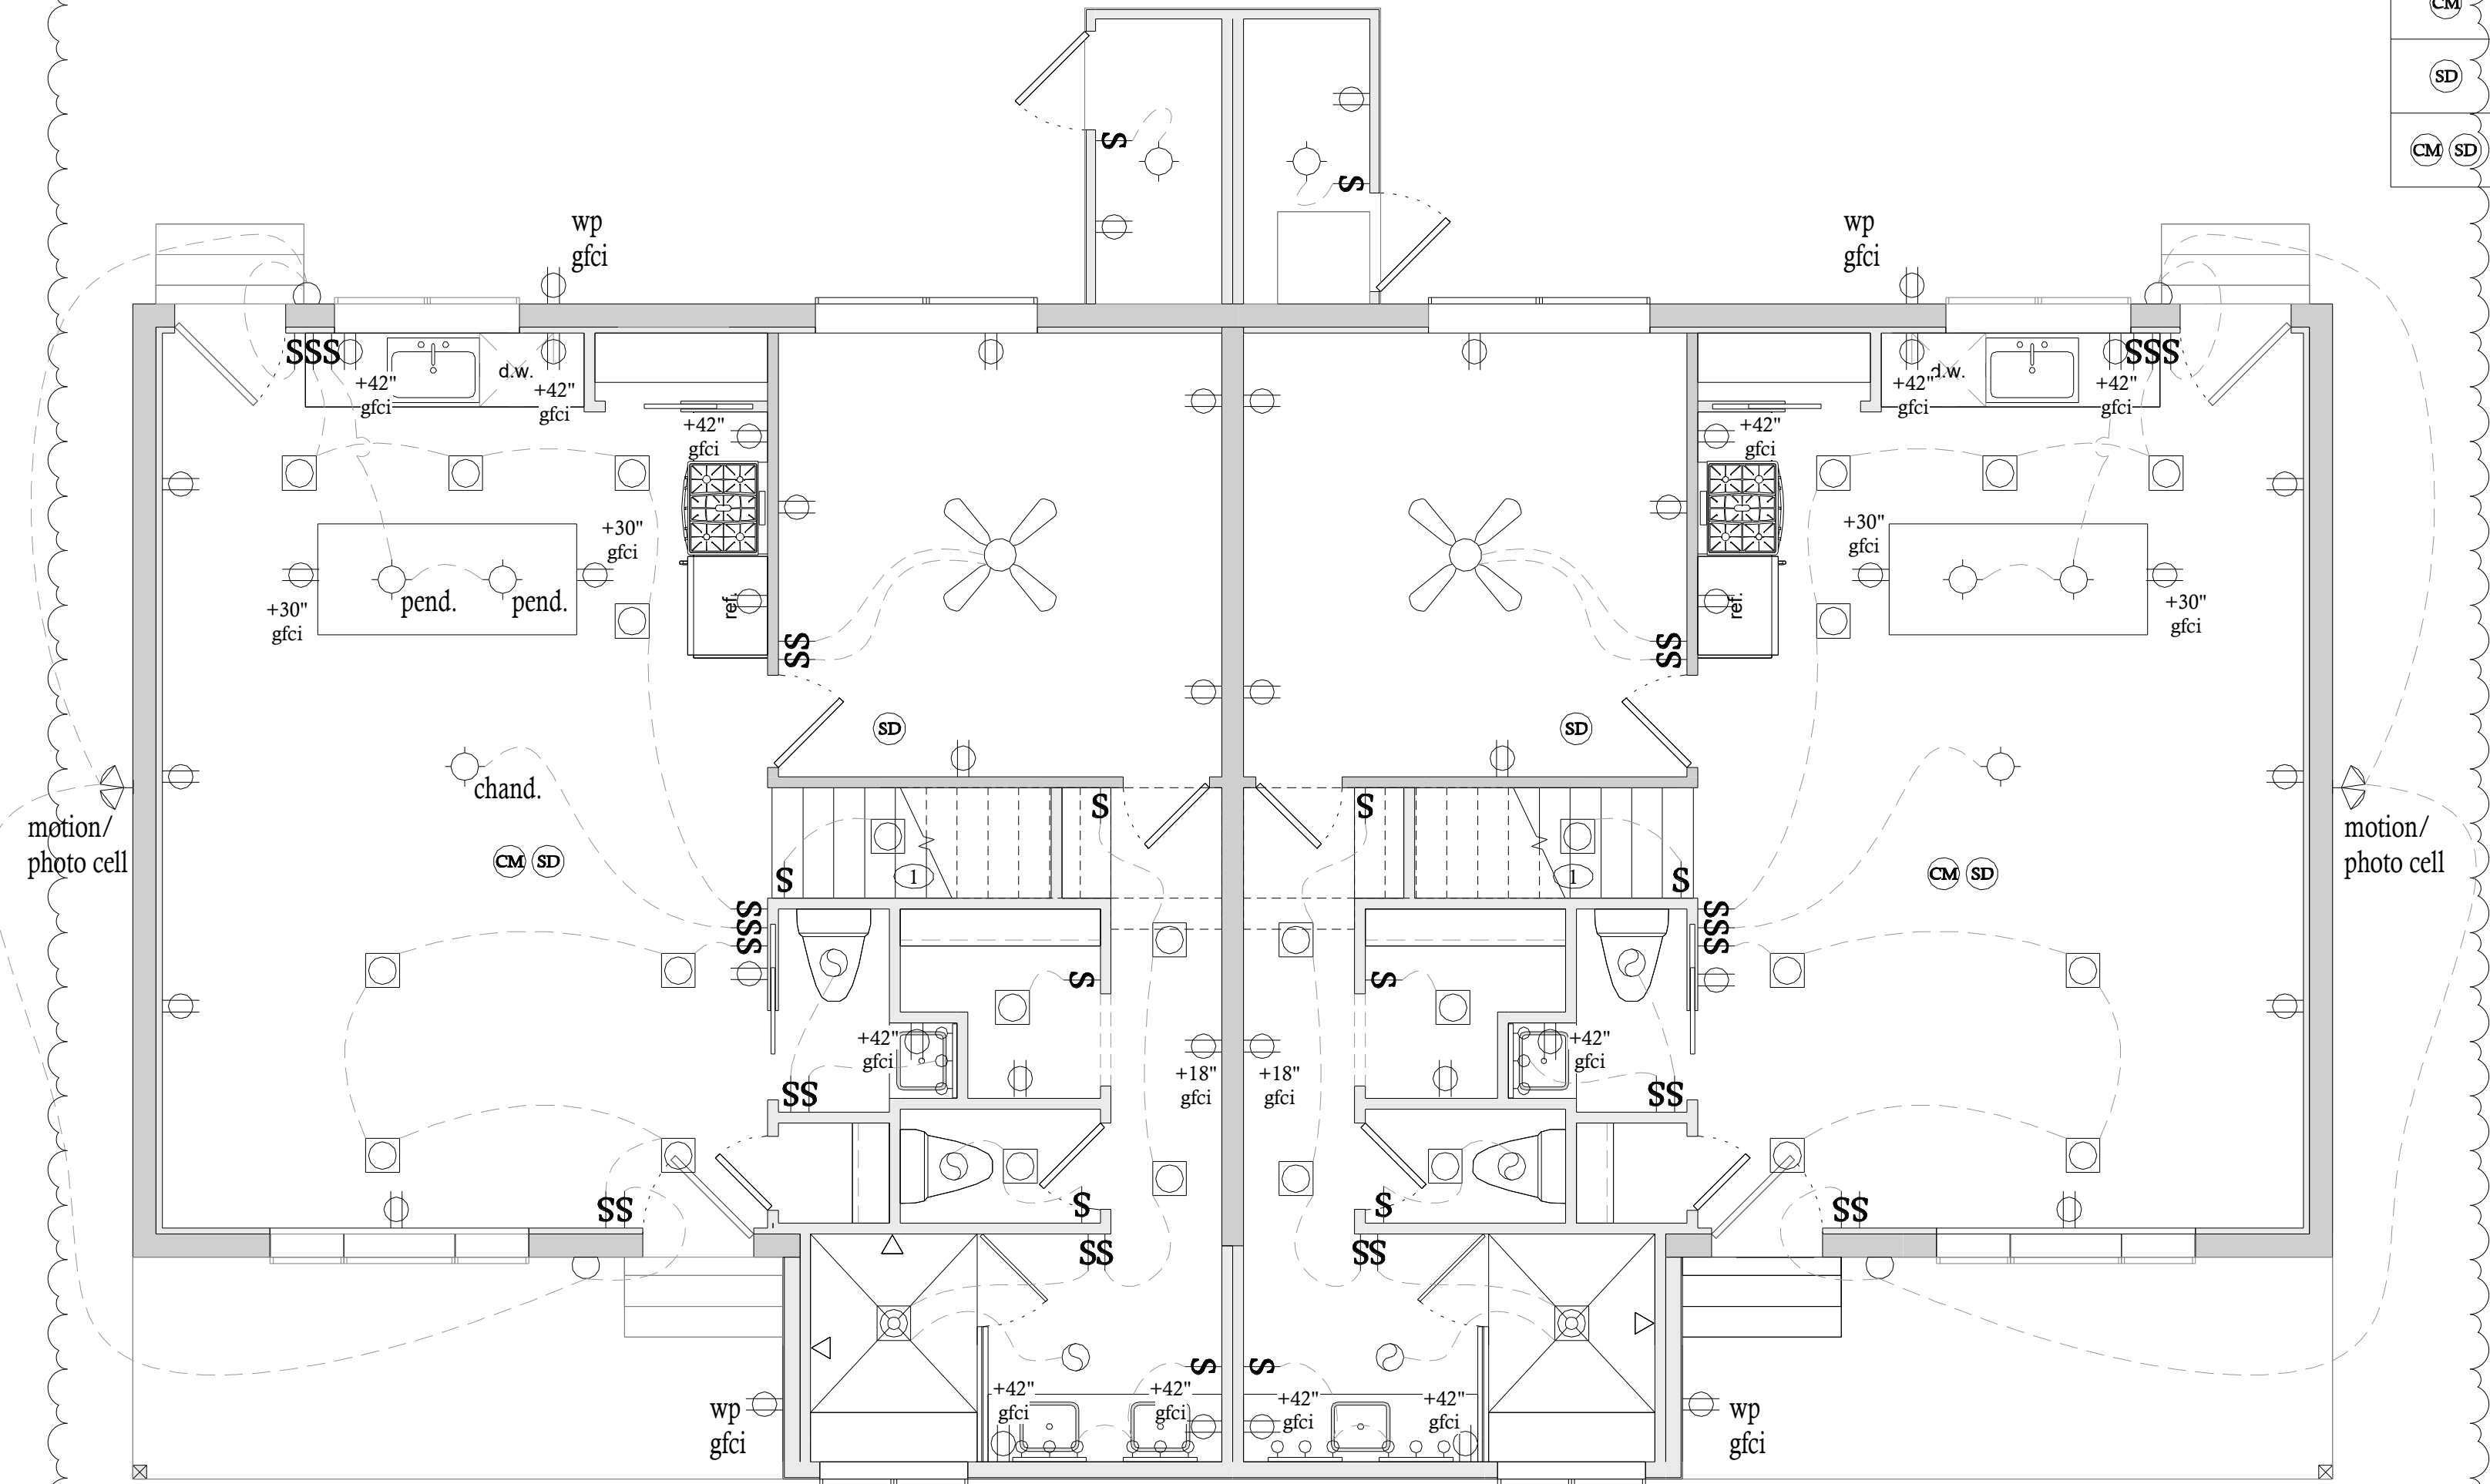 CM
SD
CM SD
S
S
wp
gfci
wp
gfci
SSS
+42"
gfci
d.w.
+42"
gfci
+42"
gfci
+42"
gfci
+42"
gfci
d.w.
+42"
gfci
SSS
+30"
gfci
+30"
gfci
pend.
pend.
ref.
SS
SS
ref.
+30"
gfci
+30"
gfci
SD
SD
chand.
motion/
photo cell
CM SD
S
1
S
S
1
S
CM SD
motion/
photo cell
SSS
S
S
SSS
+42"
gfci
+18"
gfci
+18"
gfci
+42"
gfci
SS
SS
SS
S
S
SS
SS
SS
S
S
wp
gfci
+42"
gfci
+42"
gfci
+42"
gfci
+42"
gfci
wp
gfci